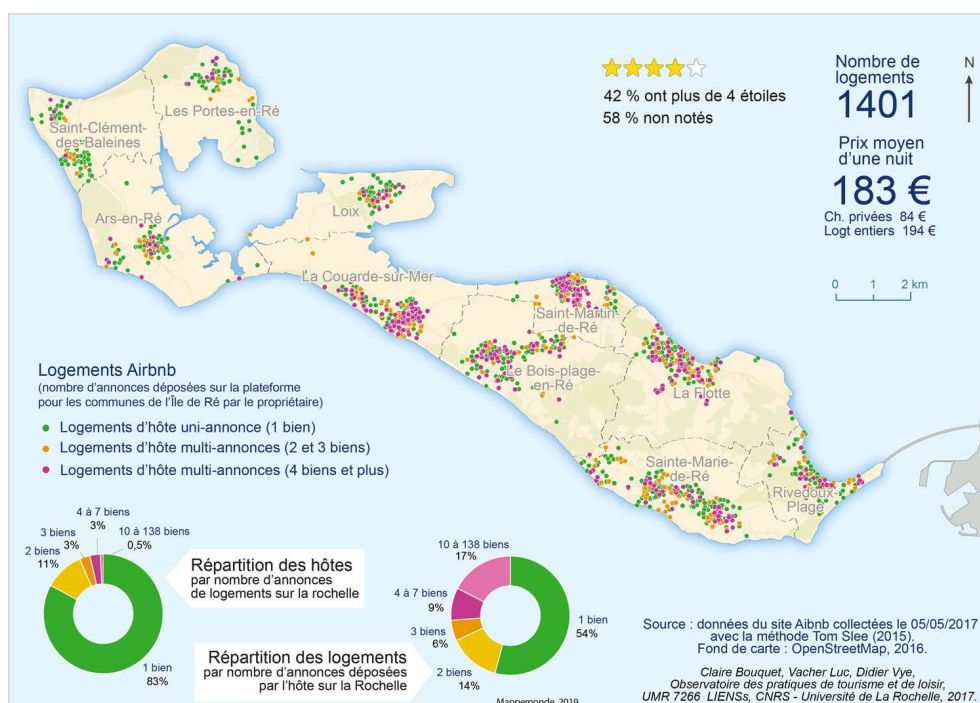 42 % ont plus de 4 étoiles
58 % non notés
Nombre de
logements
1401
Prix moyen
d'une nuit
183 €
Ch. privées 84 €
Logt entiers 194 €
N
0 1 2 km
Les Portes-en-Ré
Saint-Clément-
des-Baleines
Ars-en-Ré
Loix
La Couarde-sur-Mer
Saint-Martin-
de-Ré
Le Bois-plage-
en-Ré
La Flotte
Sainte-Marie-
de-Ré
Rivedoux-
Plage
Logements Airbnb
(nombre d'annonces déposées sur la plateforme
pour les communes de l'Île de Ré par le propriétaire)
Logements d'hôte uni-annonce (1 bien)
Logements d'hôte multi-annonces (2 et 3 biens)
Logements d'hôte multi-annonces (4 biens et plus)
4 à 7 biens
3%
10 à 138 biens
0,5%
3 biens
3%
2 biens
11%
1 bien
83%
Répartition des hôtes
par nombre d'annonces
de logements sur la rochelle
10 à 138 biens
17%
4 à 7 biens
9%
3 biens
6%
2 biens
14%
1 bien
54%
Répartition des logements
par nombre d'annonces déposées
par l'hôte sur la Rochelle
Source : données du site Aibnb collectées le 05/05/2017
avec la méthode Tom Slee (2015).
Fond de carte : OpenStreetMap, 2016.
Claire Bouquet, Vacher Luc, Didier Vye,
Observatoire des pratiques de tourisme et de loisir,
UMR 7266 LIENSs, CNRS - Université de La Rochelle, 2017.
Mappemonde, 2019